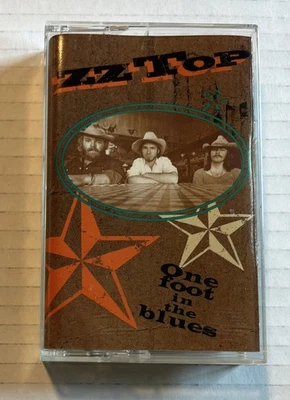 ZZ TOP
One
foot
in
the
blues